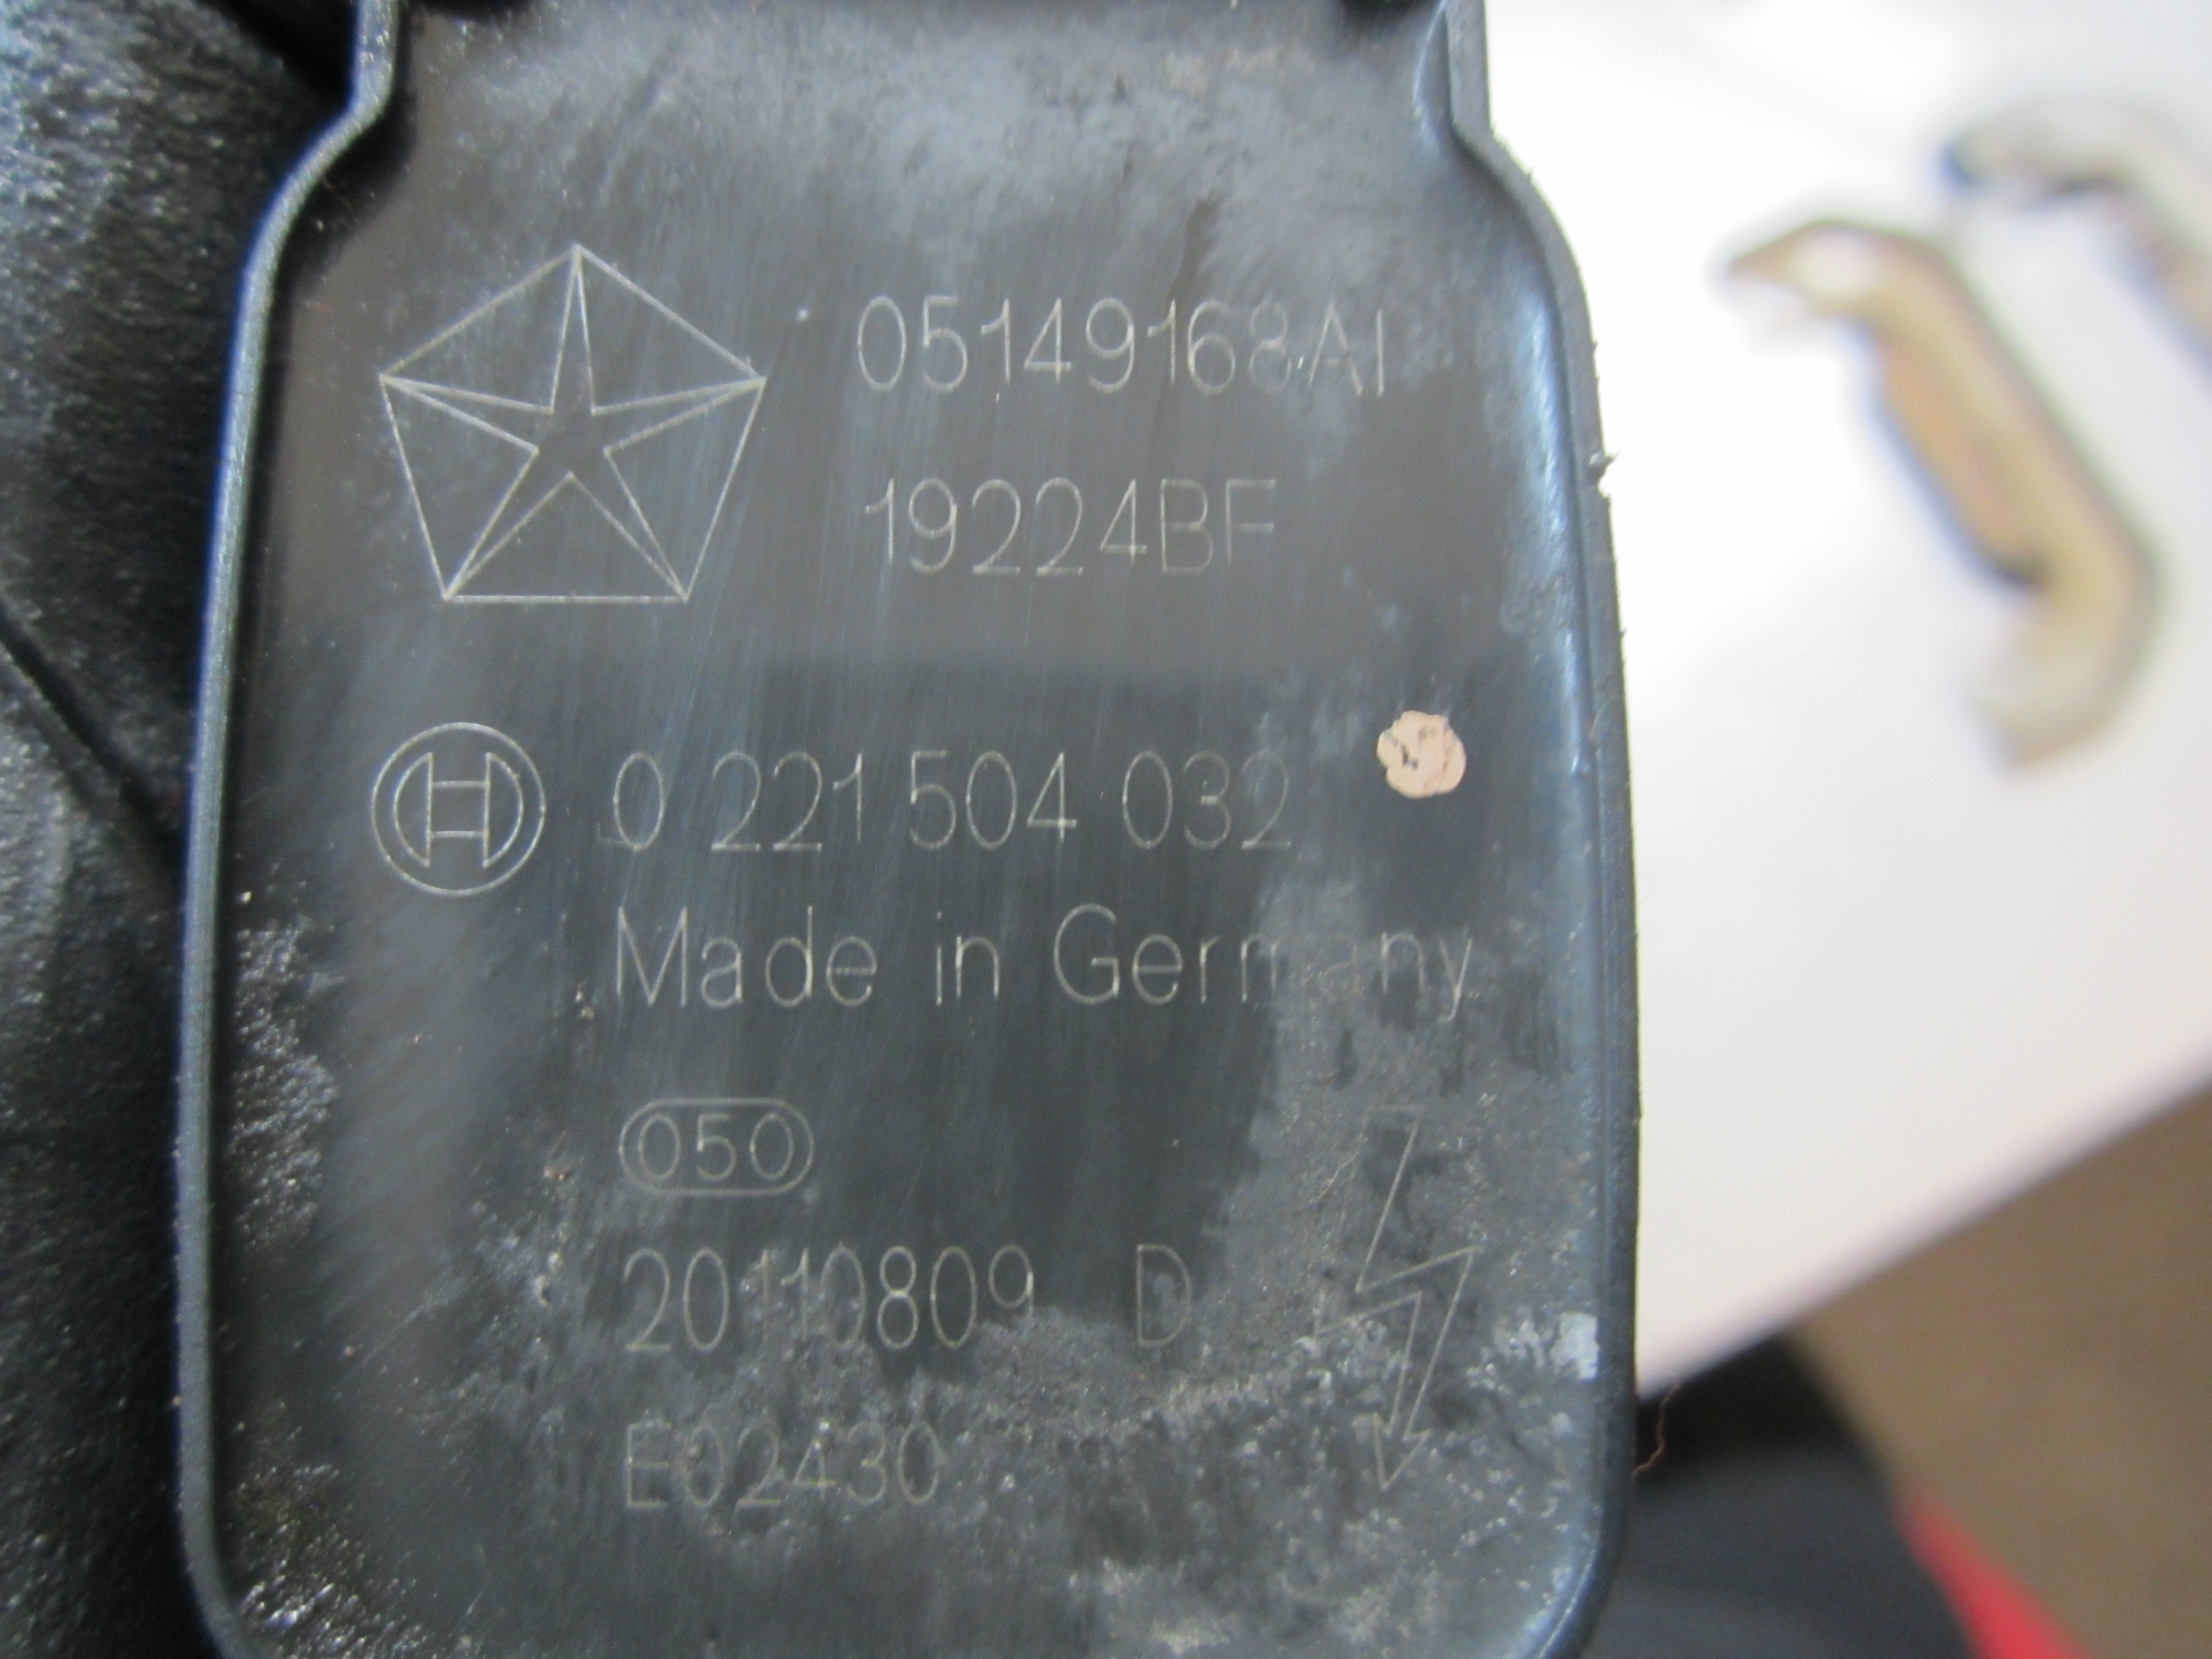 05149168AI
19224BF
0 221 504 032
Made in Germany
050
20110809 D
E02430